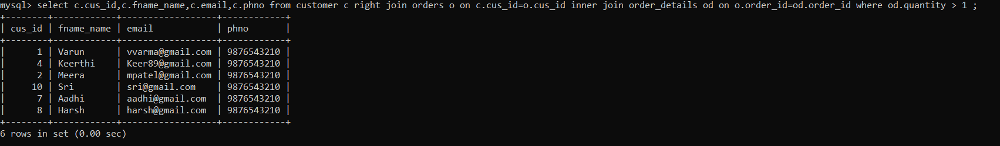 mysql> select c.cus_id,c.fname_name,c.email,c.phno from customer c right join orders o on c.cus_id=o.cus_id inner join order_details od on o.order_id=od.order_id where od.quantity > 1 ;
+--------+------------+------------------+------------+
| cus_id | fname_name | email            | phno       |
+--------+------------+------------------+------------+
|      1 | Varun      | vvarma@gmail.com | 9876543210 |
|      4 | Keerthi    | Keer89@gmail.com | 9876543210 |
|      2 | Meera      | mpatel@gmail.com | 9876543210 |
|     10 | Sri        | sri@gmail.com    | 9876543210 |
|      7 | Aadhi      | aadhi@gmail.com  | 9876543210 |
|      8 | Harsh      | harsh@gmail.com  | 9876543210 |
+--------+------------+------------------+------------+
6 rows in set (0.00 sec)